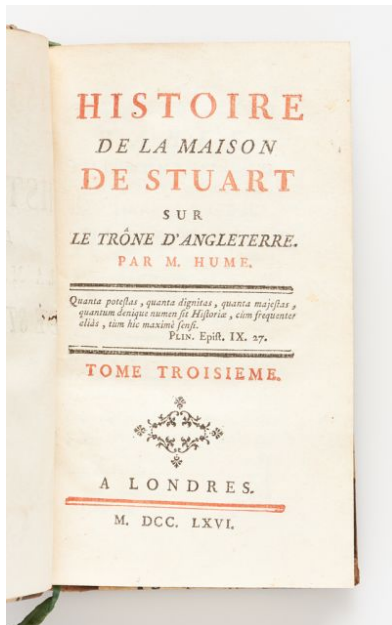 HISTOIRE
DE LA MAISON
DE STUART
SUR
LE TRÔNE D'ANGLETERRE.
PAR M. HUME.
Quanta poteſtas, quanta dignitas, quanta majeſtas,
quantum denique numen ſit Hiſtoriæ, cùm frequenter
aliàs, tùm hic maximè ſenſi.
PLIN. Epiſt. IX. 27.
TOME TROISIEME.
A LONDRES.
M. DCC. LXVI.